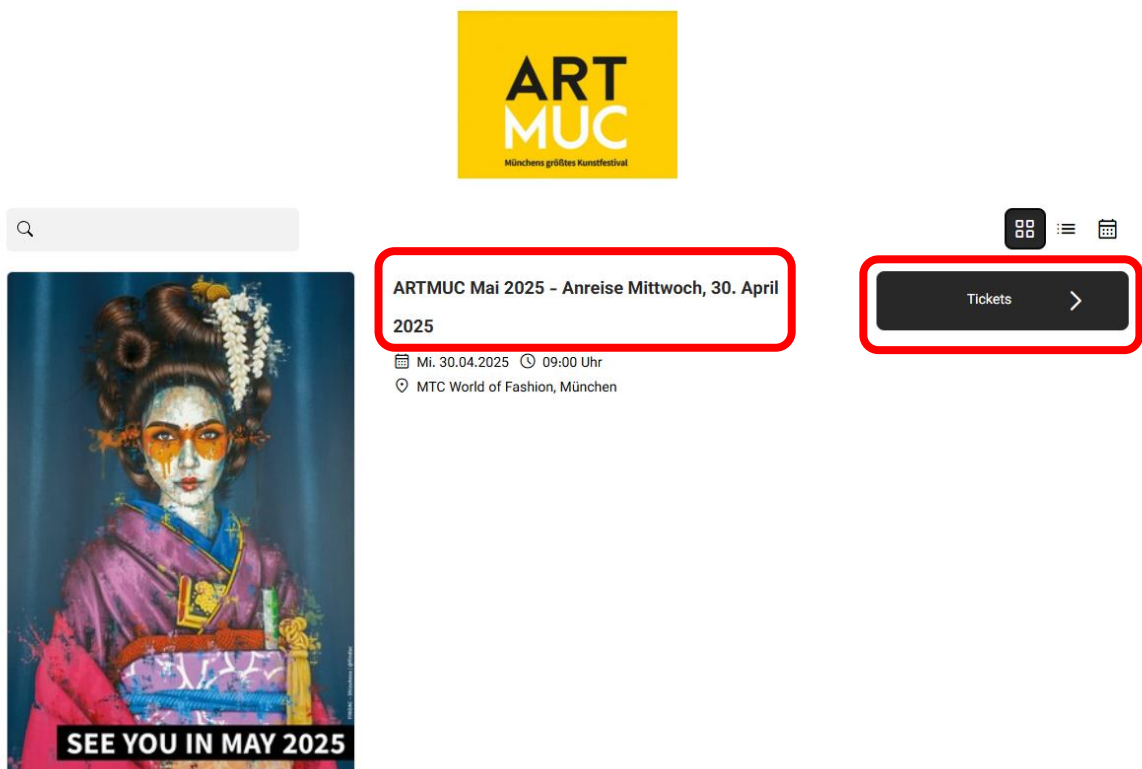 ART
MUC
Münchens größtes Kunstfestival
ARTMUC Mai 2025 - Anreise Mittwoch, 30. April
2025
Tickets
Mi. 30.04.2025 09:00 Uhr
MTC World of Fashion, München
SEE YOU IN MAY 2025